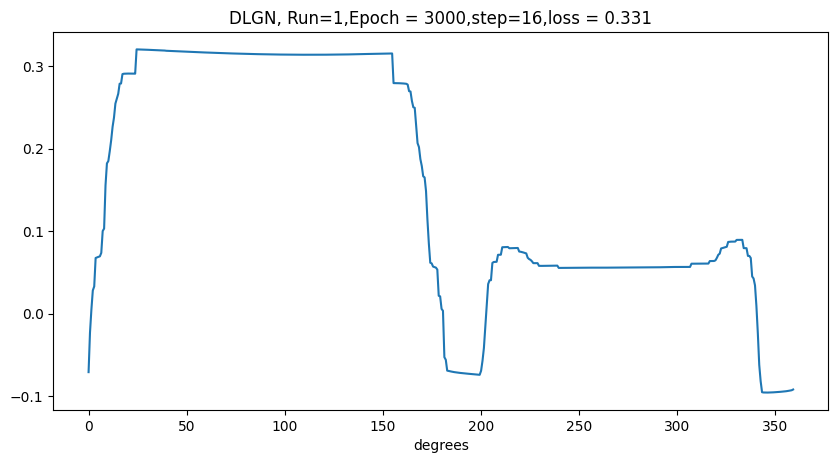 DLGN, Run=1,Epoch = 3000,step=16,loss = 0.331
0.3
0.2
0.1
0.0
-0.1
0 50 100 150 200 250 300 350
degrees